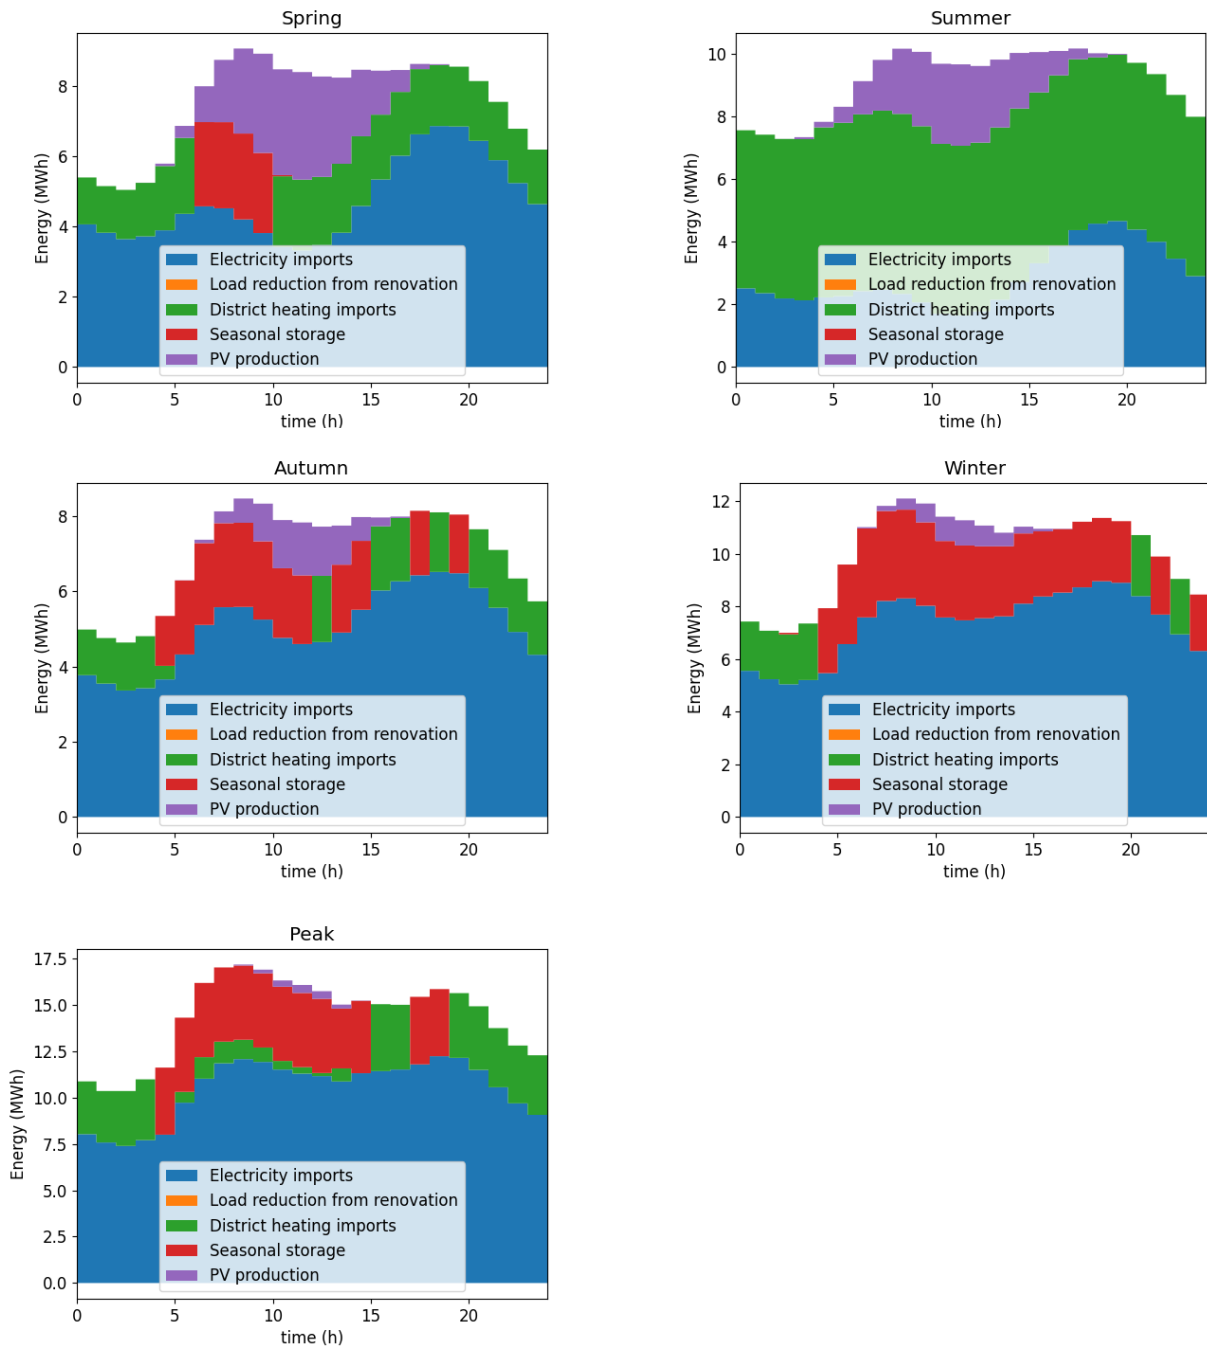 Spring
Energy (MWh)
8
6
4
2
0
Electricity imports
Load reduction from renovation
District heating imports
Seasonal storage
PV production
0 5 10 15 20
time (h)
Summer
Energy (MWh)
10
8
6
4
2
0
Electricity imports
Load reduction from renovation
District heating imports
Seasonal storage
PV production
0 5 10 15 20
time (h)
Autumn
Energy (MWh)
8
6
4
2
0
Electricity imports
Load reduction from renovation
District heating imports
Seasonal storage
PV production
0 5 10 15 20
time (h)
Winter
Energy (MWh)
12
10
8
6
4
2
0
Electricity imports
Load reduction from renovation
District heating imports
Seasonal storage
PV production
0 5 10 15 20
time (h)
Peak
Energy (MWh)
17.5
15.0
12.5
10.0
7.5
5.0
2.5
0.0
Electricity imports
Load reduction from renovation
District heating imports
Seasonal storage
PV production
0 5 10 15 20
time (h)